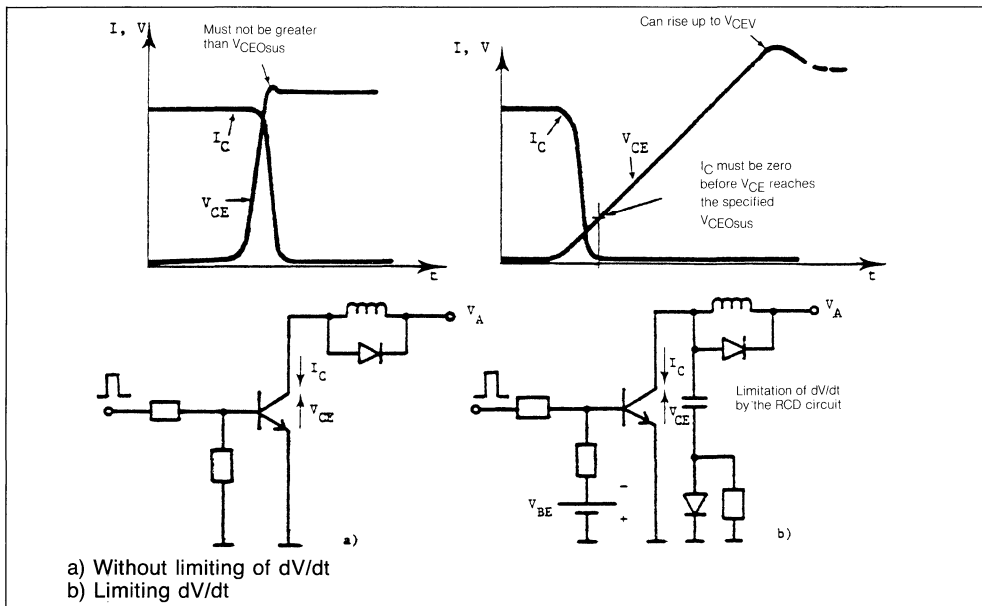 I, V
Must not be greater
than VCEOsus
IC
VCE
t
I, V
Can rise up to VCEV
IC
VCE
IC must be zero
before VCE reaches
the specified
VCEOsus
t
VA
IC
VCE
a)
VA
IC
VCE
Limitation of dV/dt
by the RCD circuit
VBE
-
+
b)
a) Without limiting of dV/dt
b) Limiting dV/dt